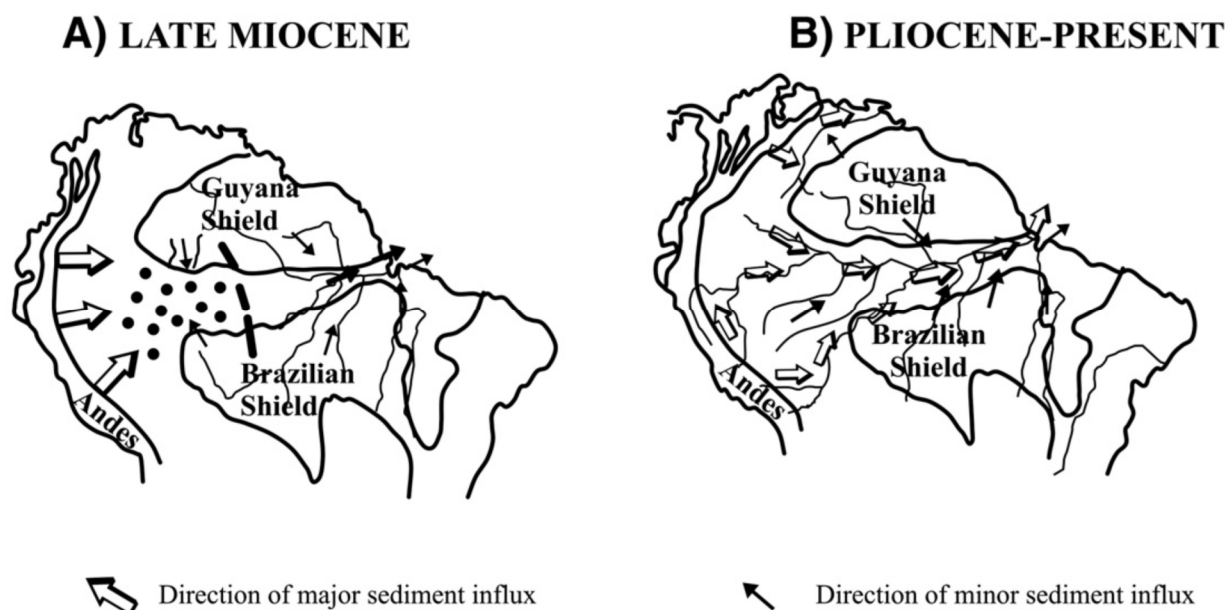 A) LATE MIOCENE
B) PLIOCENE-PRESENT
Guyana
Shield
Brazilian
Shield
Andes
Guyana
Shield
Brazilian
Shield
Andes
Direction of major sediment influx
Direction of minor sediment influx